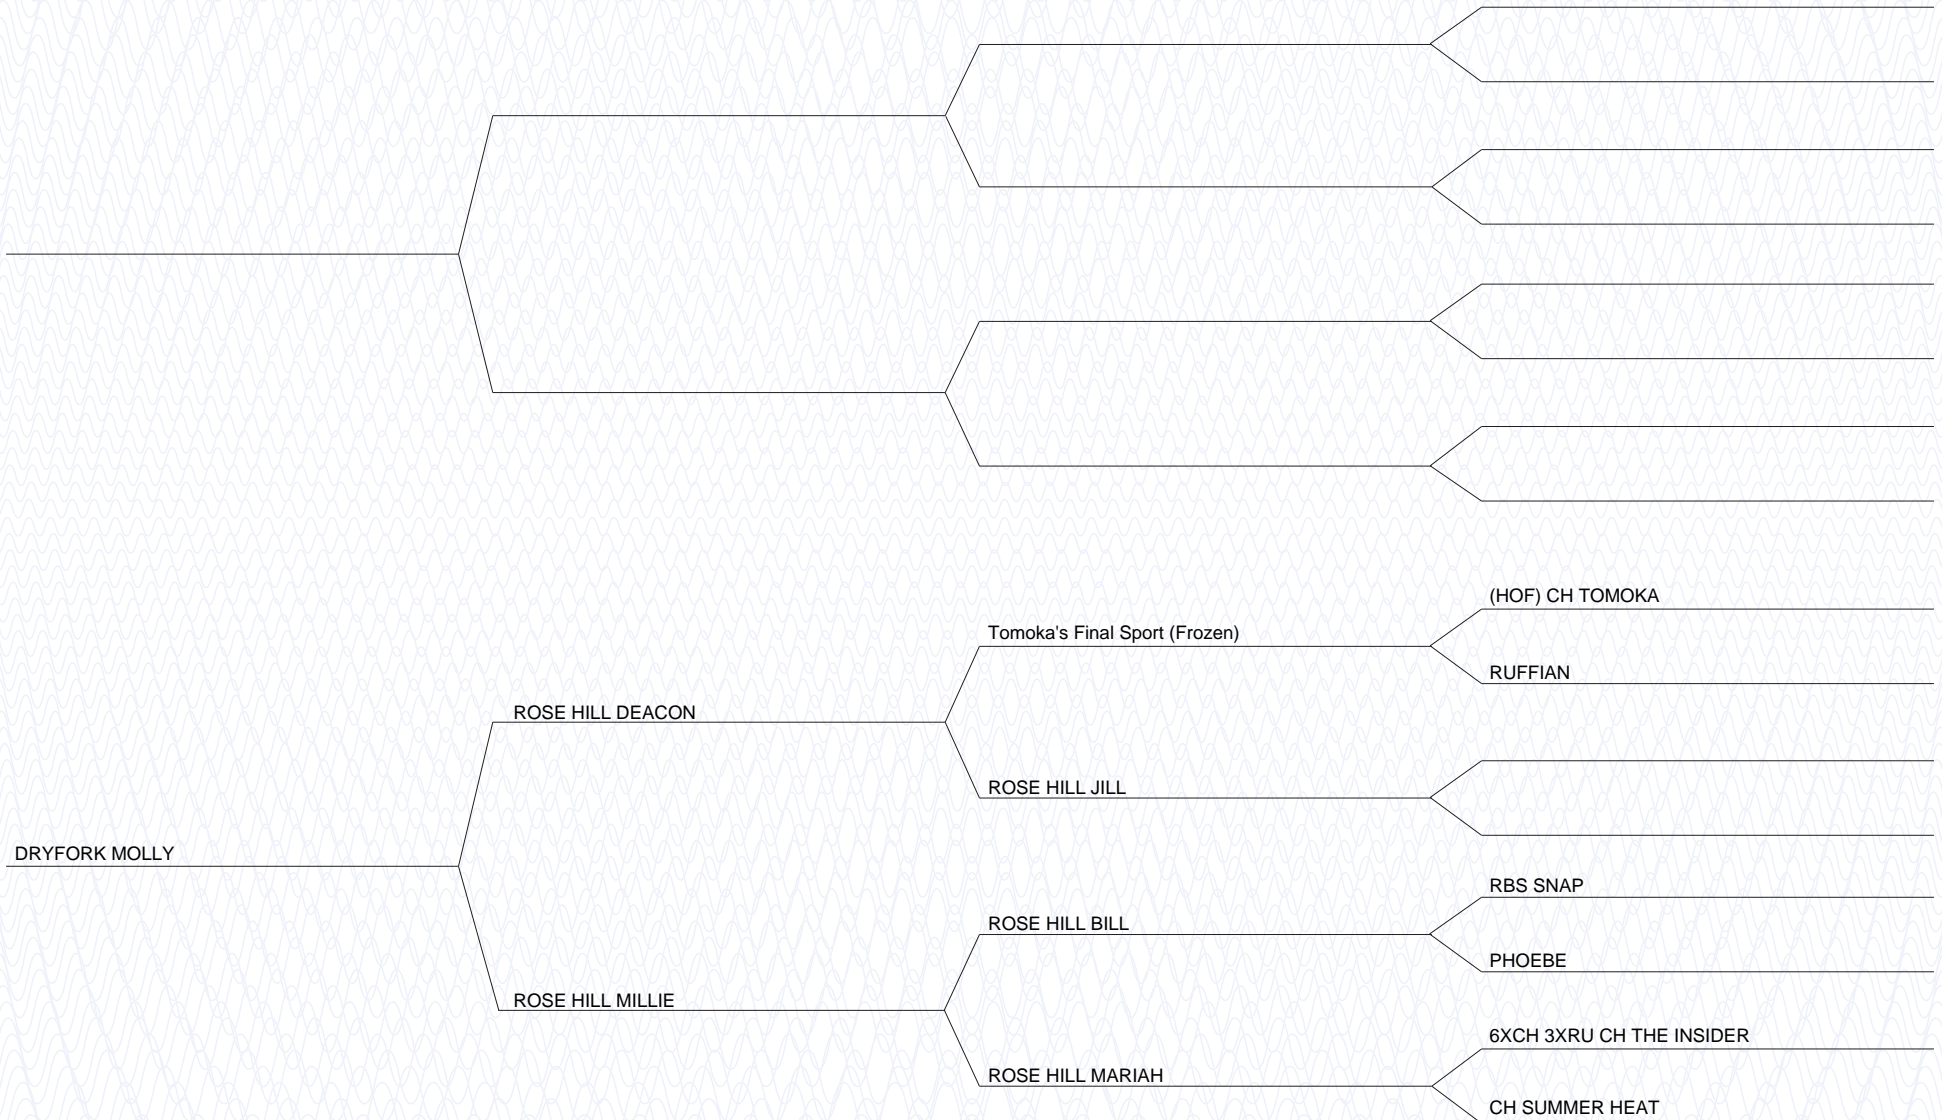 (HOF) CH TOMOKA
Tomoka's Final Sport (Frozen)
RUFFIAN
ROSE HILL DEACON
ROSE HILL JILL
DRYFORK MOLLY
RBS SNAP
ROSE HILL BILL
PHOEBE
ROSE HILL MILLIE
6XCH 3XRU CH THE INSIDER
ROSE HILL MARIAH
CH SUMMER HEAT